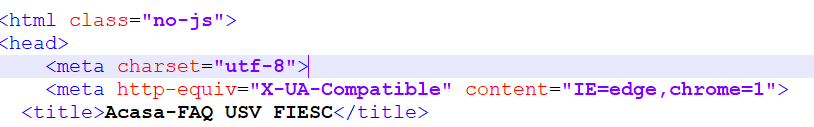 <html class="no-js">
<head>
<meta charset="utf-8">
<meta http-equiv="X-UA-Compatible" content="IE=edge,chrome=1">
<title>Acasa-FAQ USV FIESC</title>